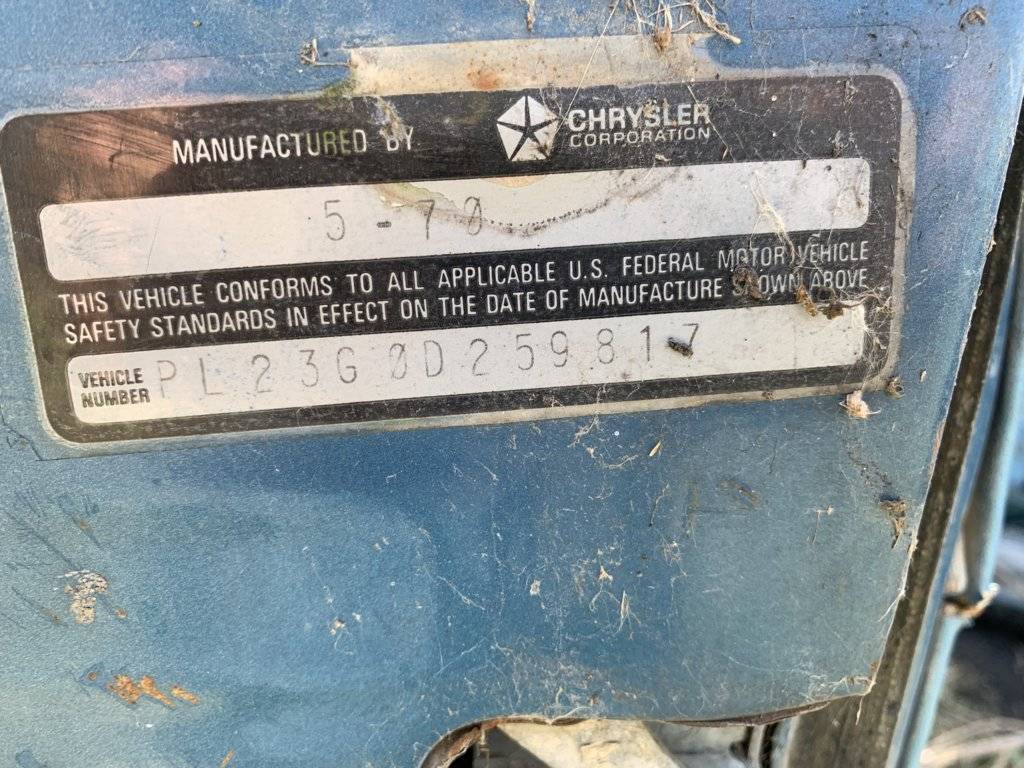 MANUFACTURED BY CHRYSLER
CORPORATION
5-70
THIS VEHICLE CONFORMS TO ALL APPLICABLE U.S. FEDERAL MOTOR VEHICLE
SAFETY STANDARDS IN EFFECT ON THE DATE OF MANUFACTURE SHOWN ABOVE
VEHICLE
NUMBER PL23G0D259817